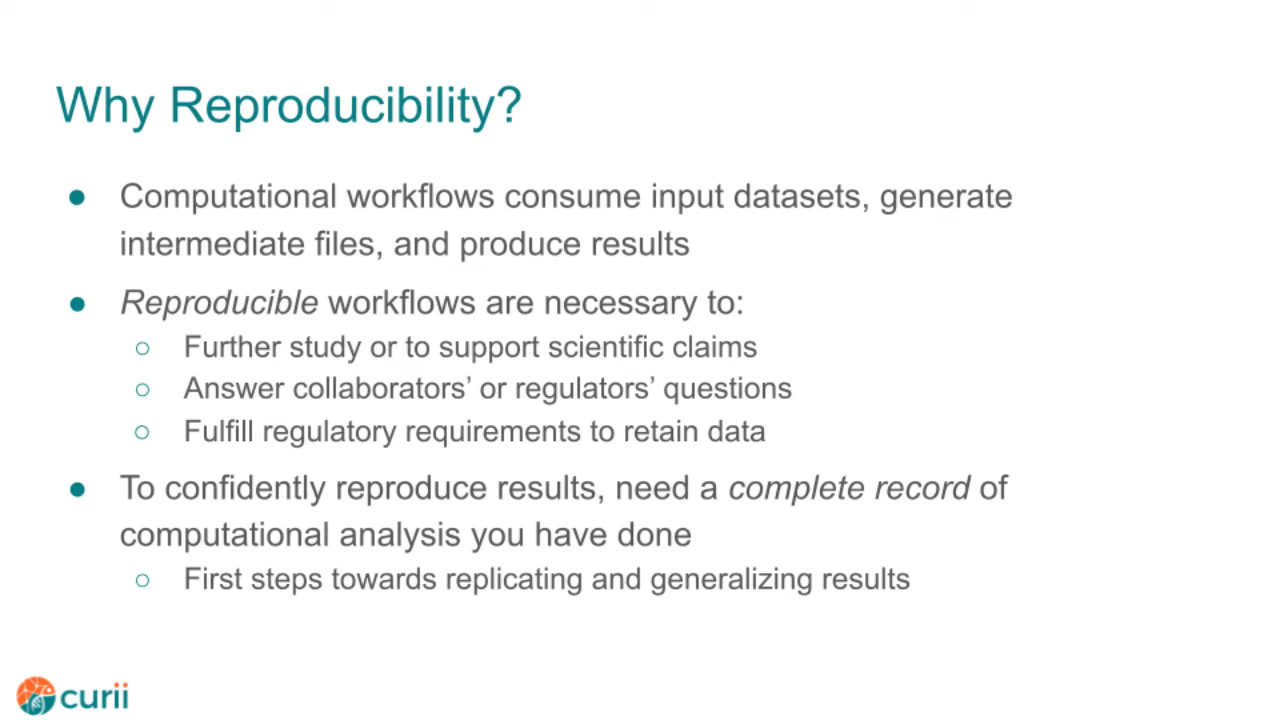 Why Reproducibility?
● Computational workflows consume input datasets, generate
intermediate files, and produce results
● Reproducible workflows are necessary to:
○ Further study or to support scientific claims
○ Answer collaborators’ or regulators’ questions
○ Fulfill regulatory requirements to retain data
● To confidently reproduce results, need a complete record of
computational analysis you have done
○ First steps towards replicating and generalizing results
curii